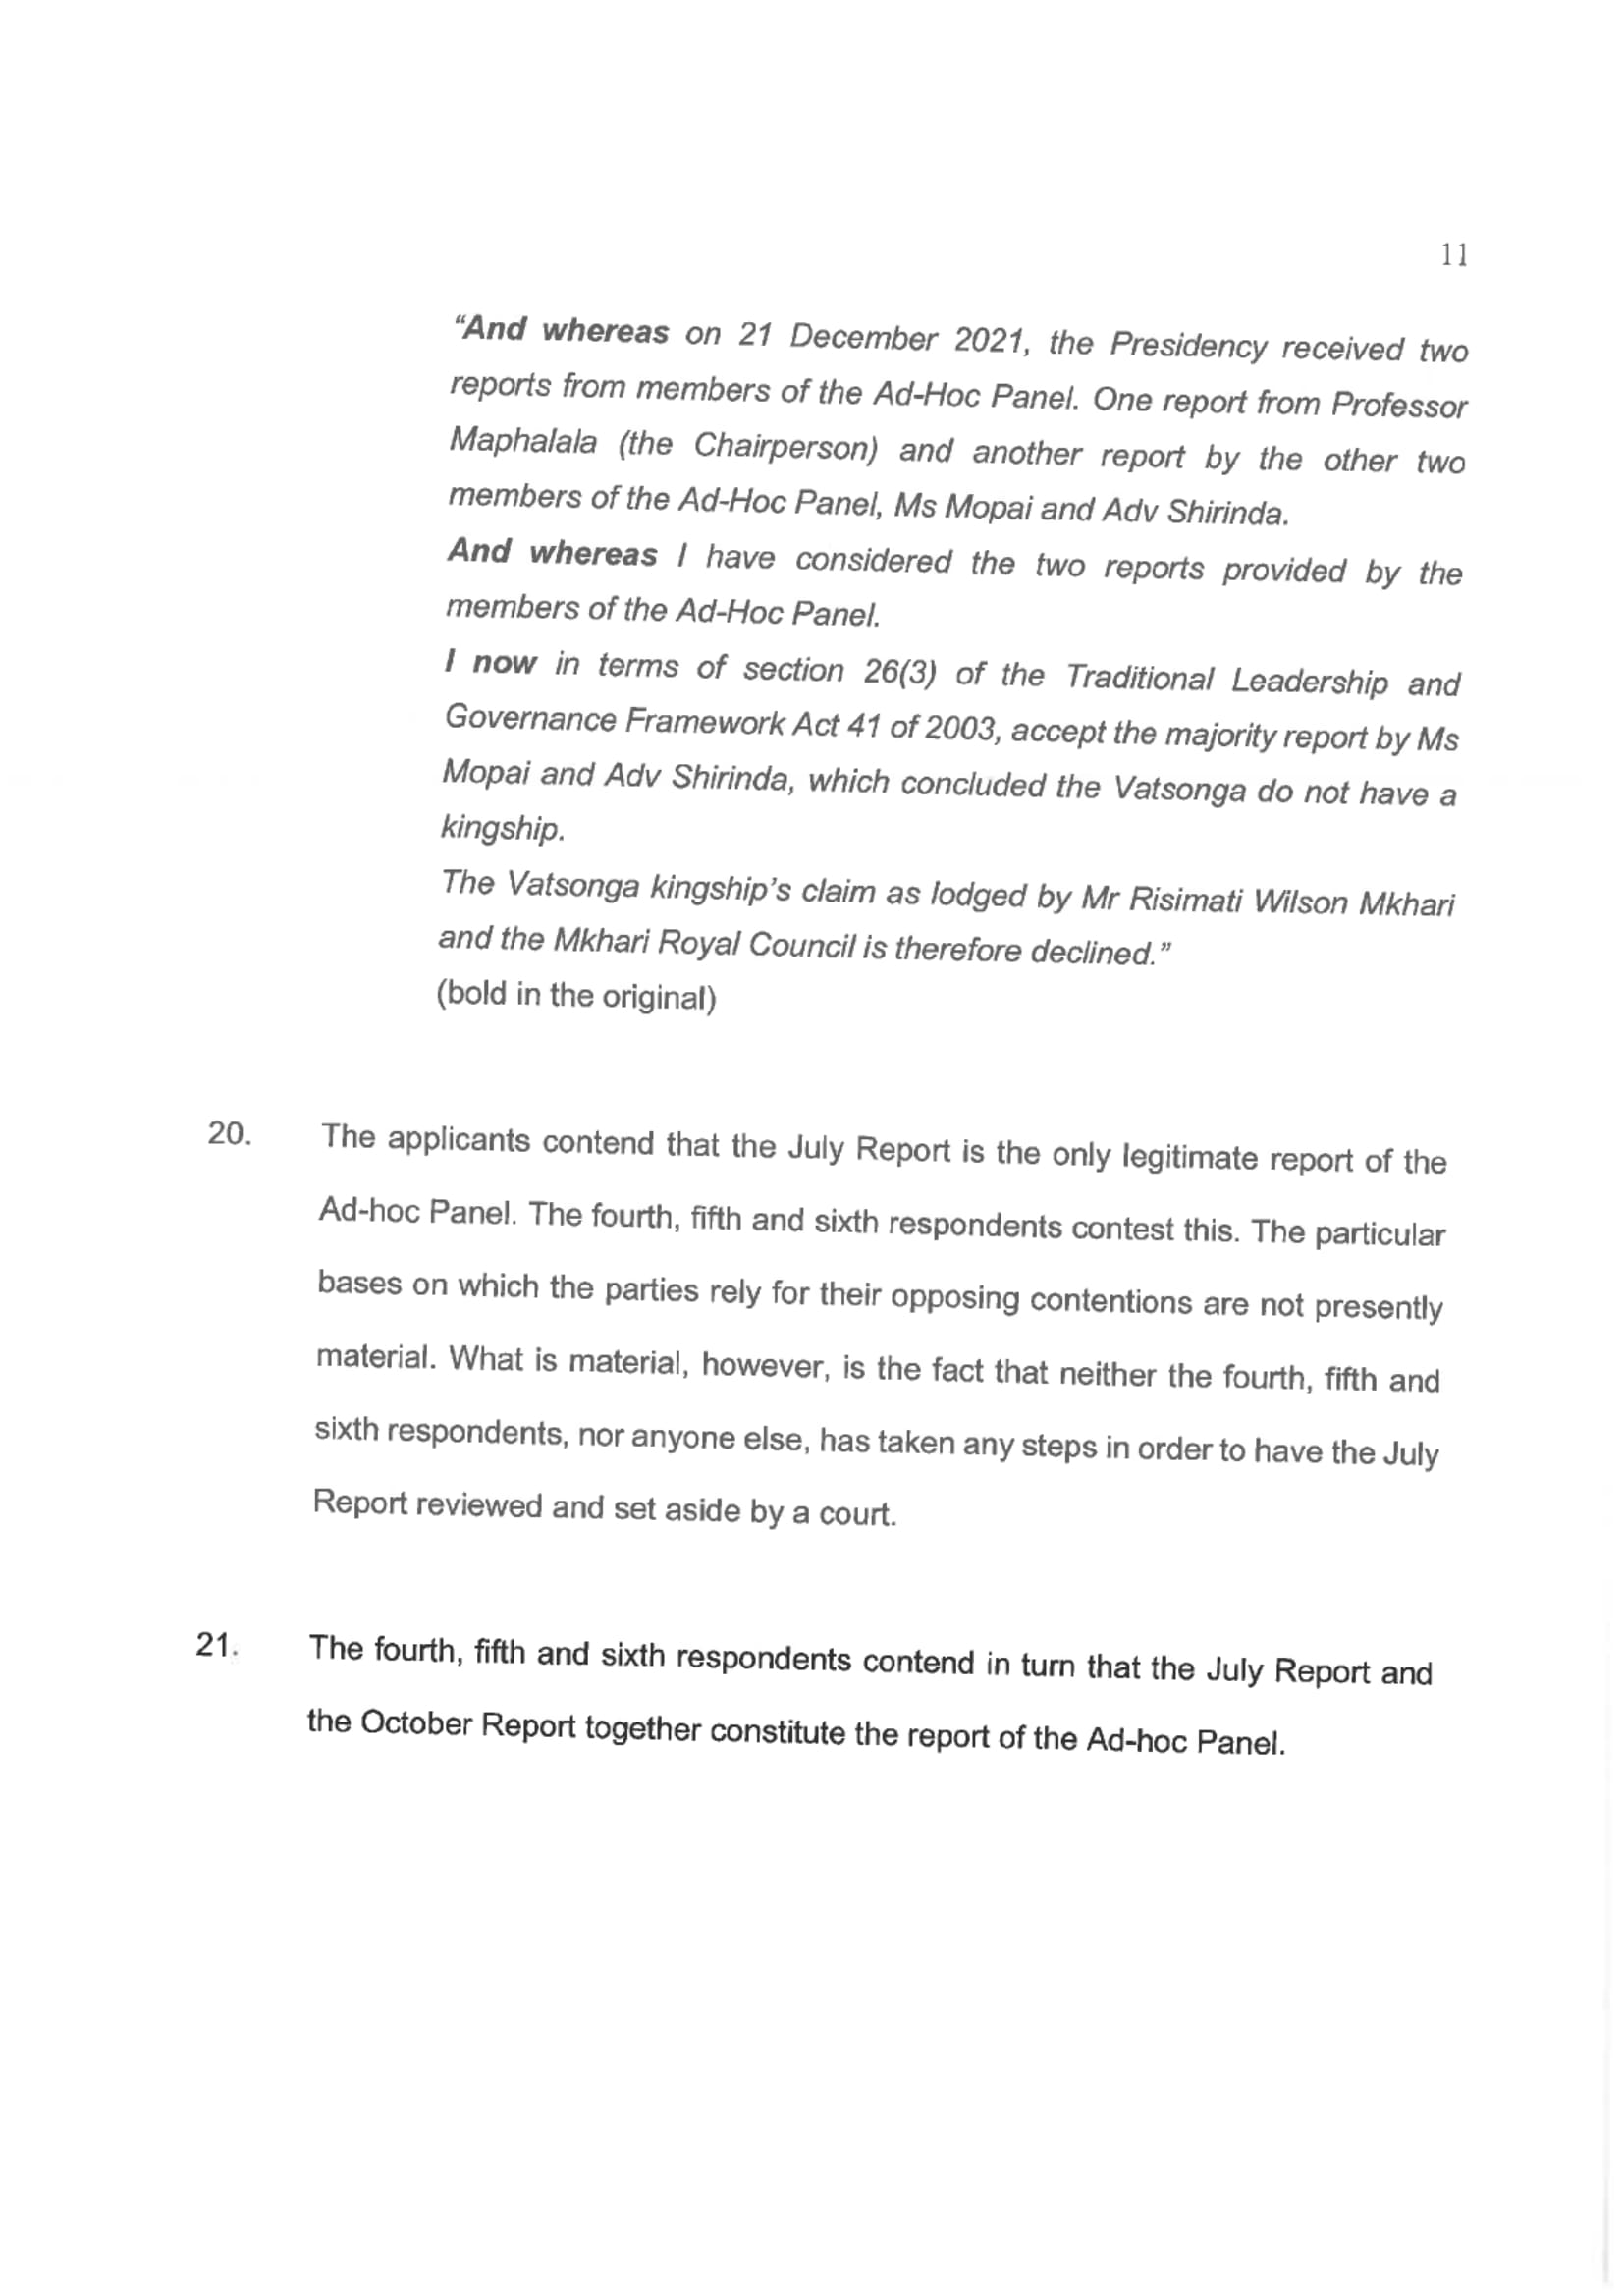 11
“And whereas on 21 December 2021, the Presidency received two
reports from members of the Ad-Hoc Panel. One report from Professor
Maphalala (the Chairperson) and another report by the other two
members of the Ad-Hoc Panel, Ms Mopai and Adv Shirinda.
And whereas I have considered the two reports provided by the
members of the Ad-Hoc Panel.
I now in terms of section 26(3) of the Traditional Leadership and
Governance Framework Act 41 of 2003, accept the majority report by Ms
Mopai and Adv Shirinda, which concluded the Vatsonga do not have a
kingship.
The Vatsonga kingship’s claim as lodged by Mr Risimati Wilson Mkhari
and the Mkhari Royal Council is therefore declined.”
(bold in the original)
20. The applicants contend that the July Report is the only legitimate report of the
Ad-hoc Panel. The fourth, fifth and sixth respondents contest this. The particular
bases on which the parties rely for their opposing contentions are not presently
material. What is material, however, is the fact that neither the fourth, fifth and
sixth respondents, nor anyone else, has taken any steps in order to have the July
Report reviewed and set aside by a court.
21. The fourth, fifth and sixth respondents contend in turn that the July Report and
the October Report together constitute the report of the Ad-hoc Panel.